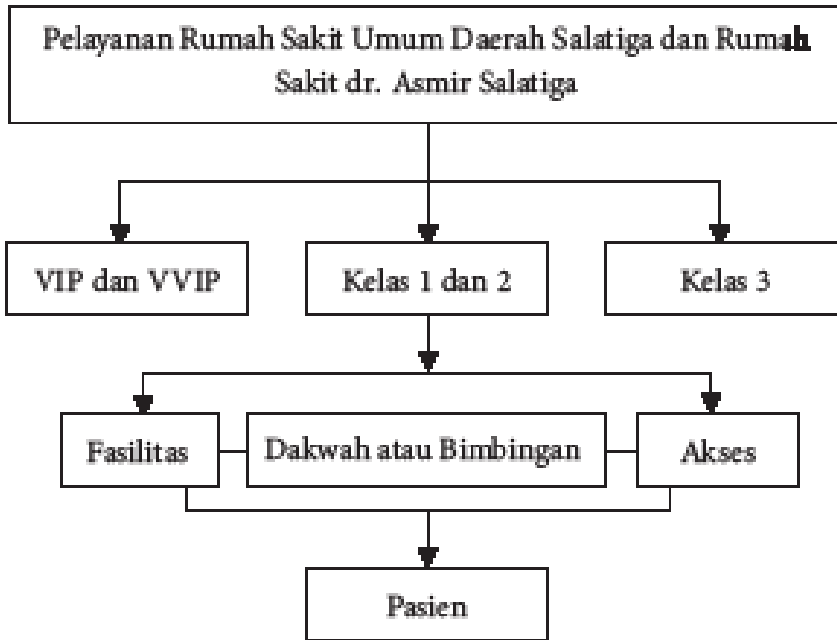 Pelayanan Rumah Sakit Umum Daerah Salatiga dan Rumah
Sakit dr. Asmir Salatiga
VIP dan VVIP
Kelas 1 dan 2
Kelas 3
Fasilitas
Dakwah atau Bimbingan
Akses
Pasien